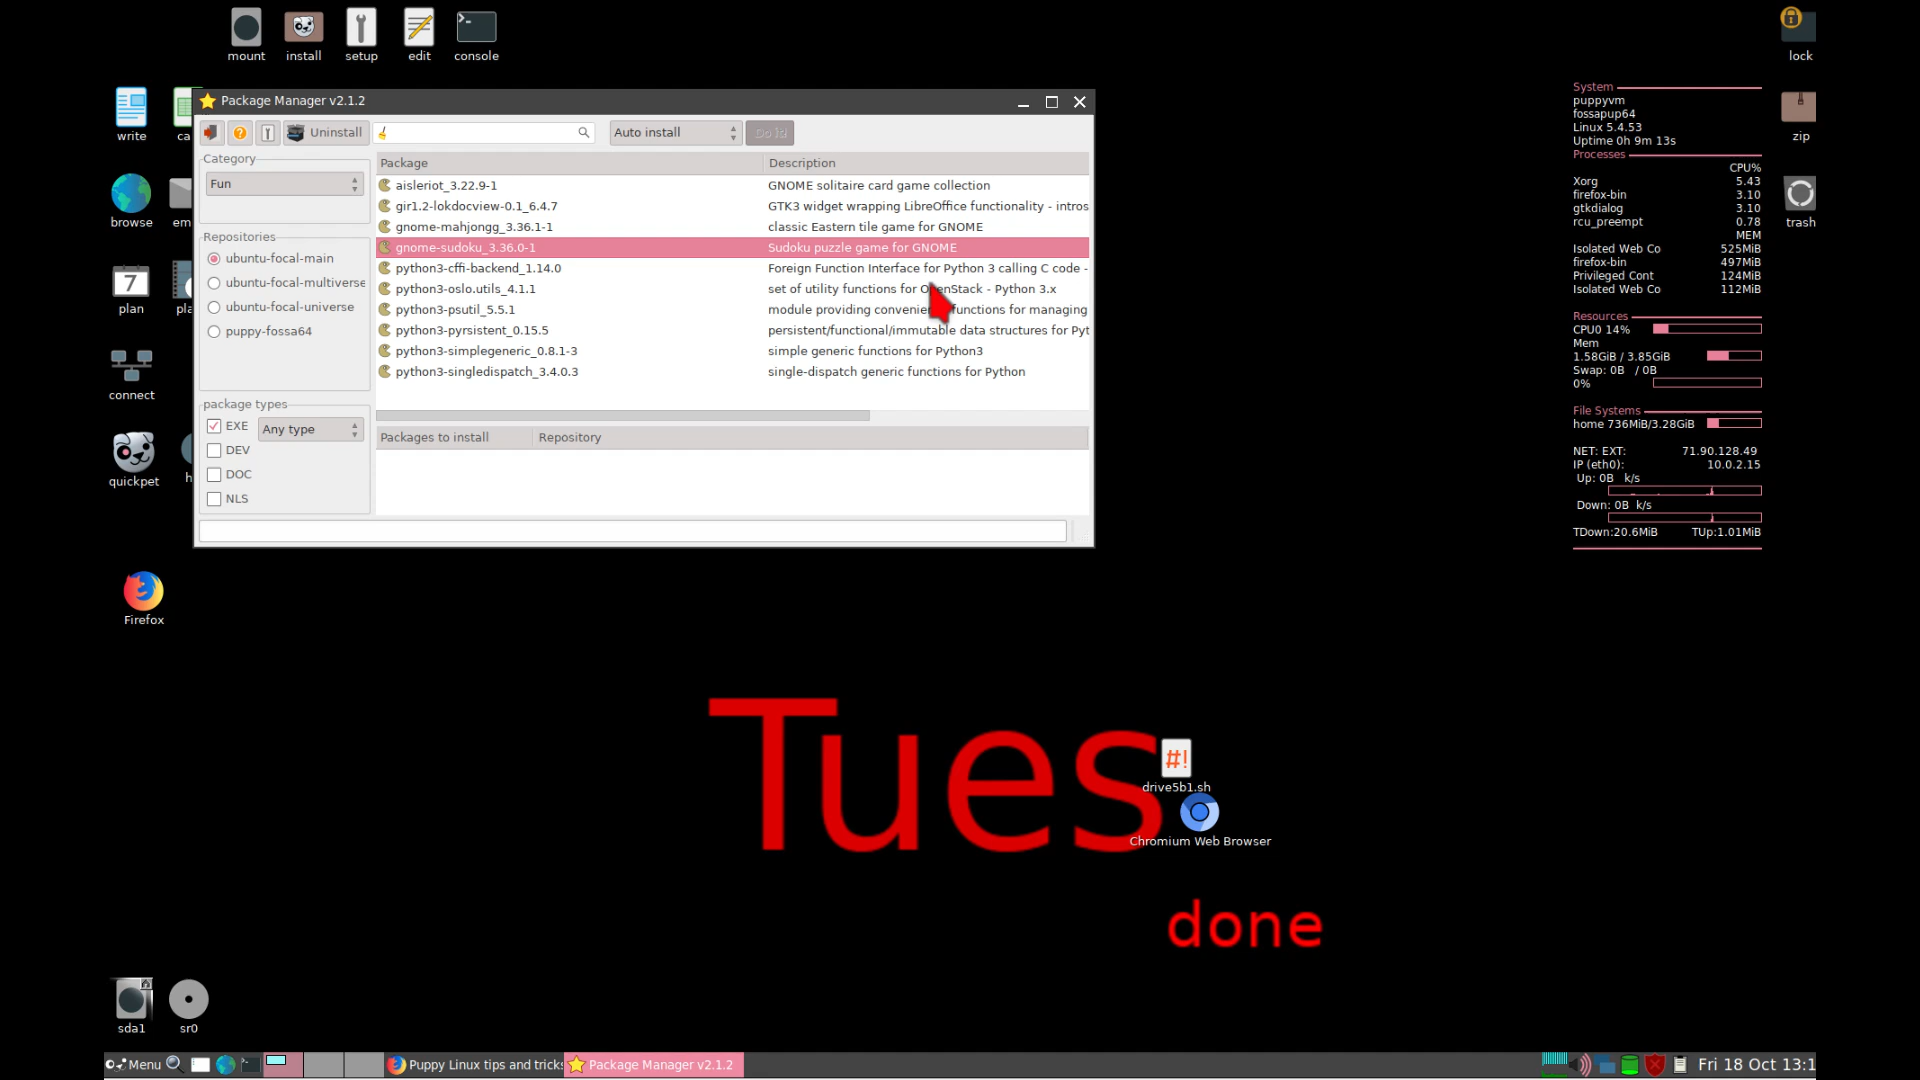 mount
install
setup
edit
console
lock
write
ca
browse
em
plan
pla
connect
quickpet
h
Firefox
sda1
sr0
zip
trash
Package Manager v2.1.2
Uninstall
Auto install
Do it!
Category
Fun
Repositories
ubuntu-focal-main
ubuntu-focal-multiverse
ubuntu-focal-universe
puppy-fossa64
package types
EXE
Any type
DEV
DOC
NLS
Package Description
aisleriot_3.22.9-1 GNOME solitaire card game collection
gir1.2-lokdocview-0.1_6.4.7 GTK3 widget wrapping LibreOffice functionality - intros
gnome-mahjongg_3.36.1-1 classic Eastern tile game for GNOME
gnome-sudoku_3.36.0-1 Sudoku puzzle game for GNOME
python3-cffi-backend_1.14.0 Foreign Function Interface for Python 3 calling C code -
python3-oslo.utils_4.1.1 set of utility functions for OpenStack - Python 3.x
python3-psutil_5.5.1 module providing convenient functions for managing
python3-pyrsistent_0.15.5 persistent/functional/immutable data structures for Pyt
python3-simplegeneric_0.8.1-3 simple generic functions for Python3
python3-singledispatch_3.4.0.3 single-dispatch generic functions for Python
Packages to install Repository
System
puppyvm
fossapup64
Linux 5.4.53
Uptime 0h 9m 13s
Processes
CPU%
Xorg 5.43
firefox-bin 3.10
gtkdialog 3.10
rcu_preempt 0.78
MEM
Isolated Web Co 525MiB
firefox-bin 497MiB
Privileged Cont 124MiB
Isolated Web Co 112MiB
Resources
CPU0 14%
Mem
1.58GiB / 3.85GiB
Swap: 0B / 0B
0%
File Systems
home 736MiB/3.28GiB
NET: EXT: 71.90.128.49
IP (eth0): 10.0.2.15
Up: 0B k/s
Down: 0B k/s
TDown:20.6MiB TUp:1.01MiB
Tues
#!
drive5b1.sh
Chromium Web Browser
done
Menu
Puppy Linux tips and tricks
Package Manager v2.1.2
Fri 18 Oct 13:1